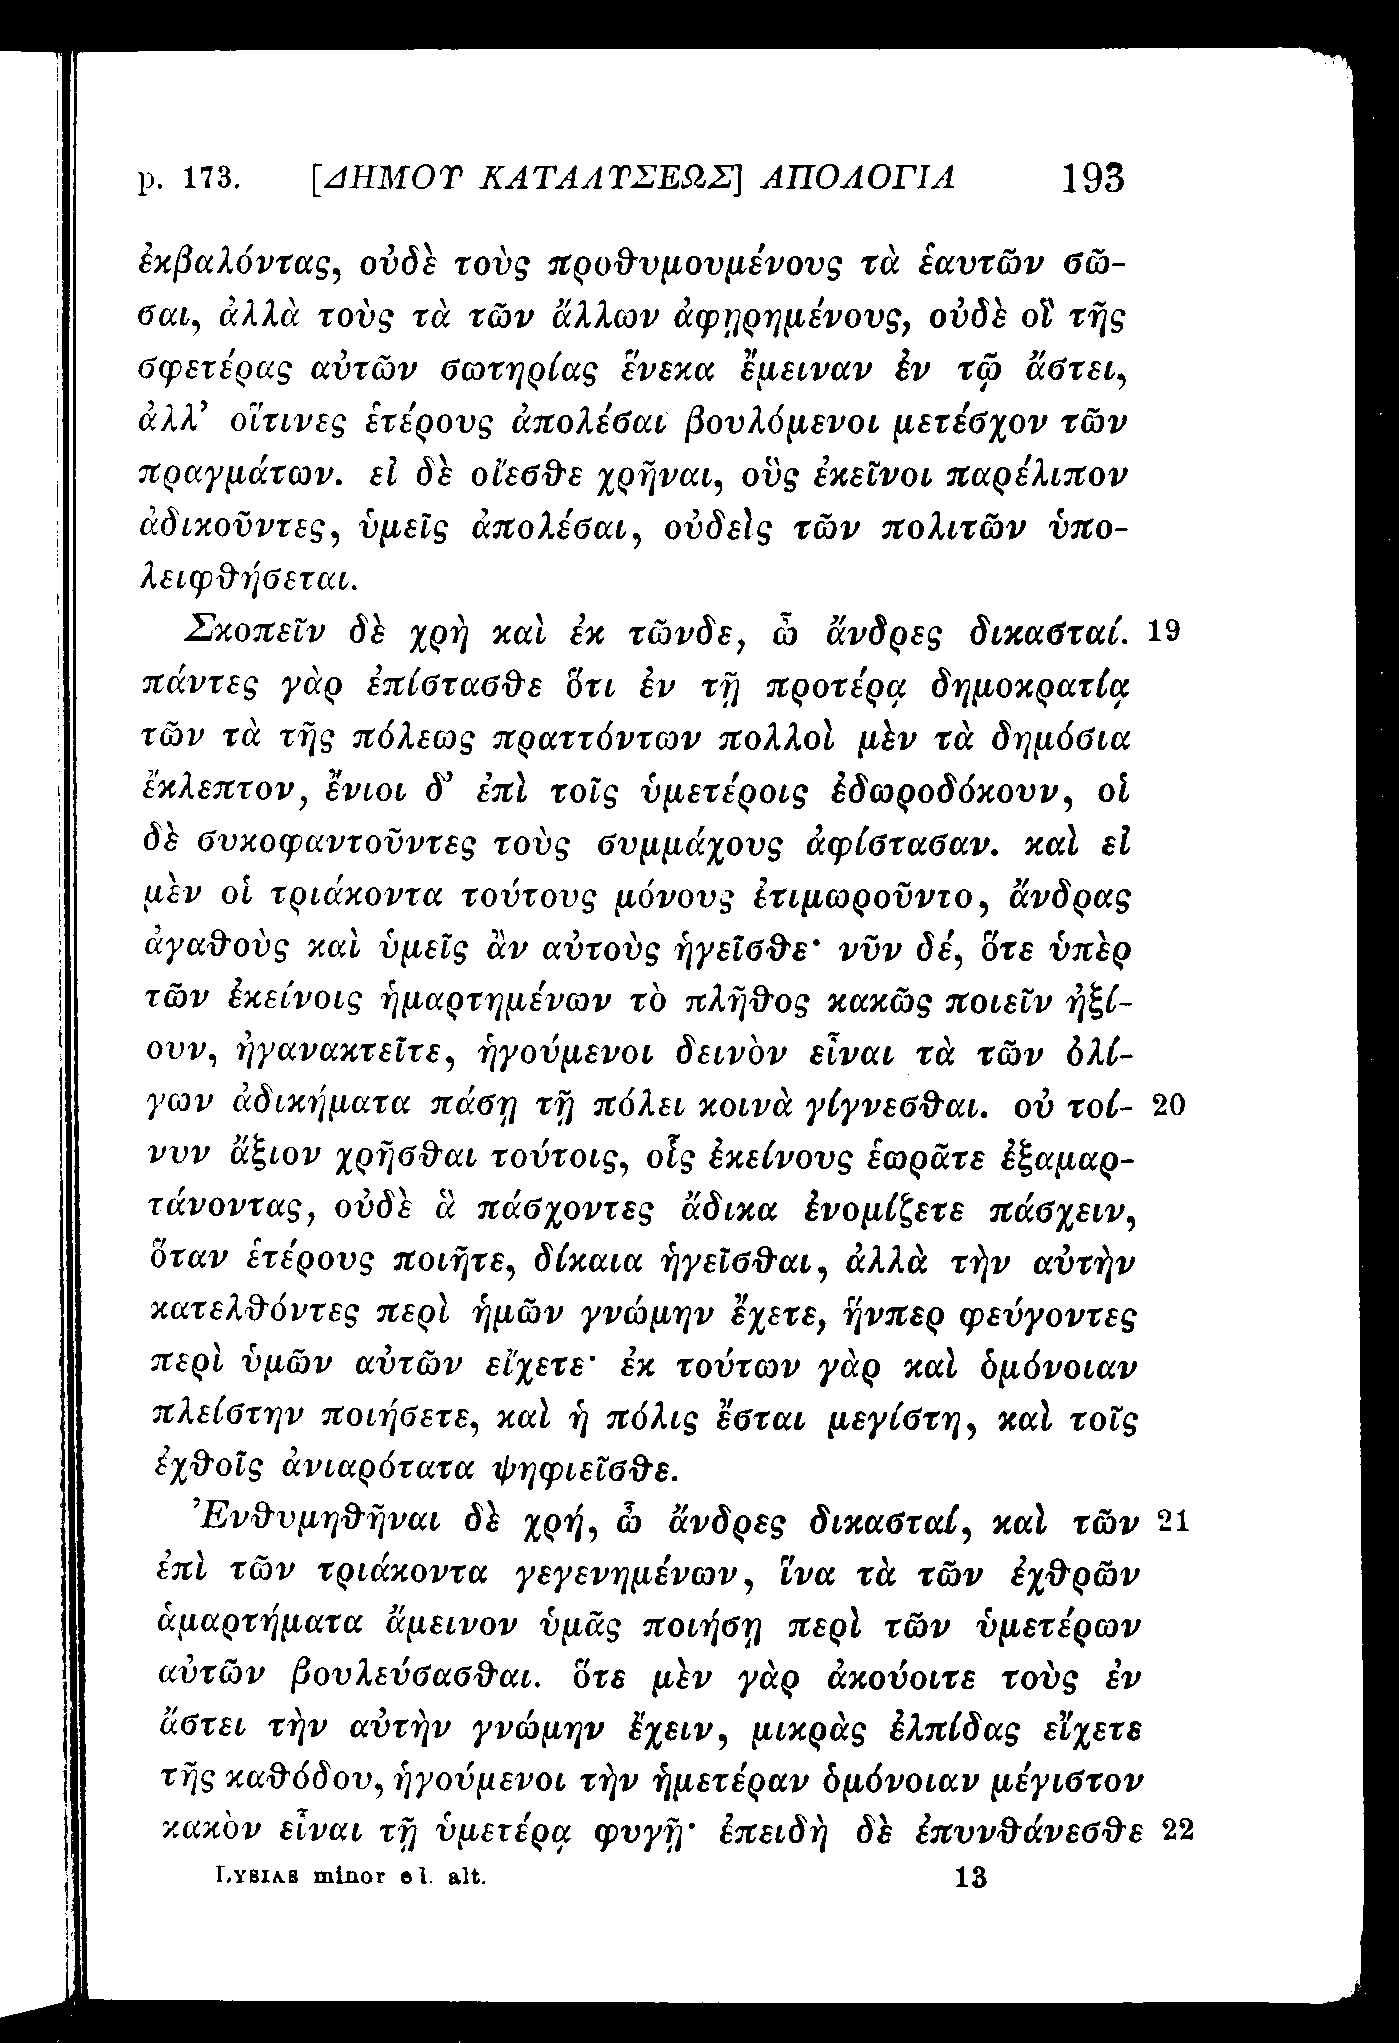 p. 173. [ΔΗΜΟΥ ΚΑΤΑΛΥΣΕΩΣ] ΑΠΟΛΟΓΙΑ 193
ἐκβαλόντας, οὐδὲ τοὺς προθυμουμένους τὰ ἑαυτῶν σῶ-
σαι, ἀλλὰ τοὺς τὰ τῶν ἄλλων ἀφῃρημένους, οὐδὲ οἳ τῆς
σφετέρας αὐτῶν σωτηρίας ἕνεκα ἔμειναν ἐν τῷ ἄστει,
ἀλλ’ οἵτινες ἑτέρους ἀπολέσαι βουλόμενοι μετέσχον τῶν
πραγμάτων. εἰ δὲ οἴεσθε χρῆναι, οὓς ἐκεῖνοι παρέλιπον
ἀδικοῦντες, ὑμεῖς ἀπολέσαι, οὐδεὶς τῶν πολιτῶν ὑπο-
λειφθήσεται.
Σκοπεῖν δὲ χρὴ καὶ ἐκ τῶνδε, ὦ ἄνδρες δικασταί. 19
πάντες γὰρ ἐπίστασθε ὅτι ἐν τῇ προτέρᾳ δημοκρατίᾳ
τῶν τὰ τῆς πόλεως πραττόντων πολλοὶ μὲν τὰ δημόσια
ἔκλεπτον, ἔνιοι δ’ ἐπὶ τοῖς ὑμετέροις ἐδωροδόκουν, οἱ
δὲ συκοφαντοῦντες τοὺς συμμάχους ἀφίστασαν. καὶ εἰ
μὲν οἱ τριάκοντα τούτους μόνους ἐτιμωροῦντο, ἄνδρας
ἀγαθοὺς καὶ ὑμεῖς ἂν αὐτοὺς ἡγεῖσθε· νῦν δέ, ὅτε ὑπὲρ
τῶν ἐκείνοις ἡμαρτημένων τὸ πλῆθος κακῶς ποιεῖν ἠξί-
ουν, ἠγανακτεῖτε, ἡγούμενοι δεινὸν εἶναι τὰ τῶν ὀλί-
γων ἀδικήματα πάσῃ τῇ πόλει κοινὰ γίγνεσθαι. οὐ τοί- 20
νυν ἄξιον χρῆσθαι τούτοις, οἷς ἐκείνους ἑωρᾶτε ἐξαμαρ-
τάνοντας, οὐδὲ ἃ πάσχοντες ἄδικα ἐνομίζετε πάσχειν,
ὅταν ἑτέρους ποιῆτε, δίκαια ἡγεῖσθαι, ἀλλὰ τὴν αὐτὴν
κατελθόντες περὶ ἡμῶν γνώμην ἔχετε, ἥνπερ φεύγοντες
περὶ ὑμῶν αὐτῶν εἴχετε· ἐκ τούτων γὰρ καὶ ὁμόνοιαν
πλείστην ποιήσετε, καὶ ἡ πόλις ἔσται μεγίστη, καὶ τοῖς
ἐχθοῖς ἀνιαρότατα ψηφιεῖσθε.
Ἐνθυμηθῆναι δὲ χρή, ὦ ἄνδρες δικασταί, καὶ τῶν 21
ἐπὶ τῶν τριάκοντα γεγενημένων, ἵνα τὰ τῶν ἐχθρῶν
ἁμαρτήματα ἄμεινον ὑμᾶς ποιήσῃ περὶ τῶν ὑμετέρων
αὐτῶν βουλεύσασθαι. ὅτε μὲν γὰρ ἀκούοιτε τοὺς ἐν
ἄστει τὴν αὐτὴν γνώμην ἔχειν, μικρὰς ἐλπίδας εἴχετε
τῆς καθόδου, ἡγούμενοι τὴν ἡμετέραν ὁμόνοιαν μέγιστον
κακὸν εἶναι τῇ ὑμετέρᾳ φυγῇ· ἐπειδὴ δὲ ἐπυνθάνεσθε 22
LYSIAS minor el. alt. 13